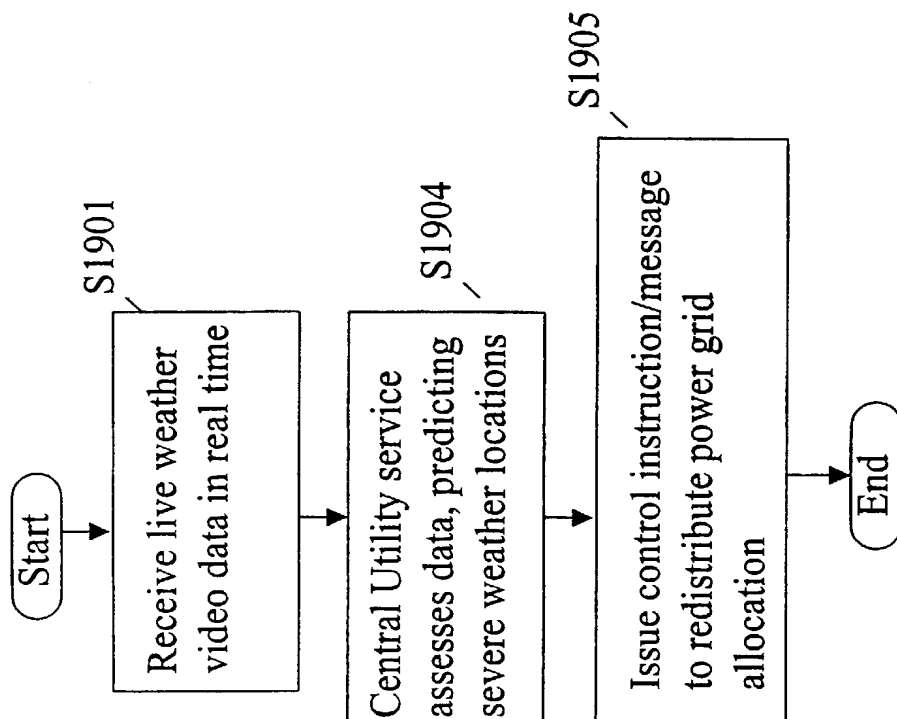 Start
S1901
Receive live weather
video data in real time
S1904
Central Utility service
assesses data, predicting
severe weather locations
S1905
Issue control instruction/message
to redistribute power grid
allocation
End